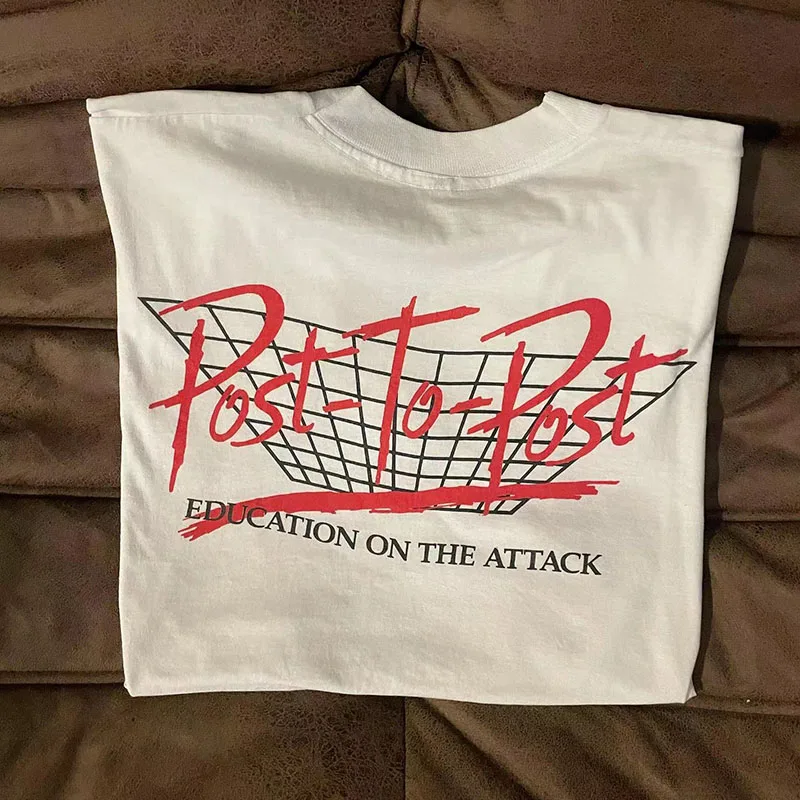 Post-To-Post
EDUCATION ON THE ATTACK